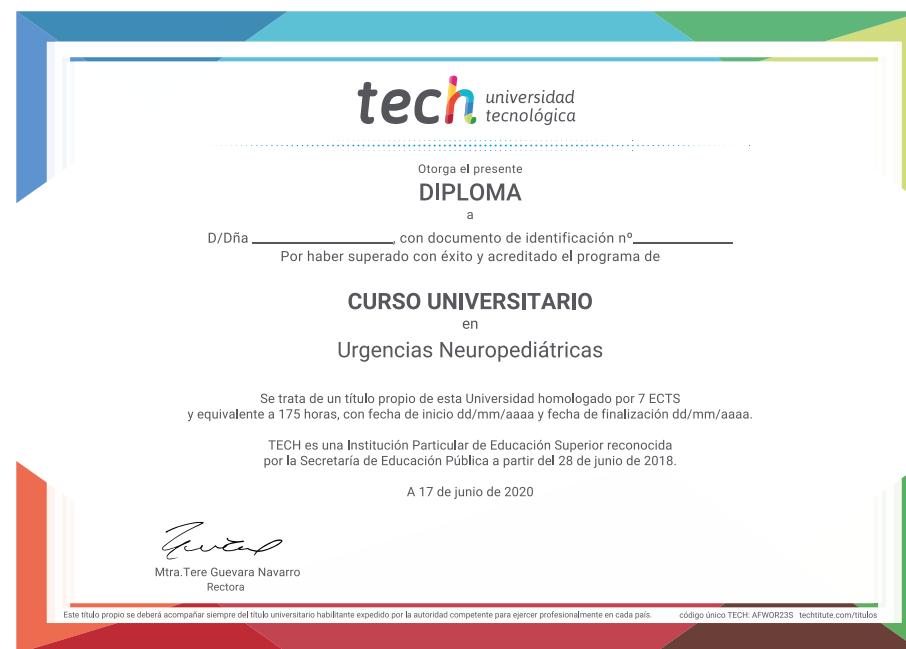 tech universidad
tecnológica
Otorga el presente
DIPLOMA
a
D/Dña ____________________, con documento de identificación nº______________
Por haber superado con éxito y acreditado el programa de
CURSO UNIVERSITARIO
en
Urgencias Neuropediátricas
Se trata de un título propio de esta Universidad homologado por 7 ECTS
y equivalente a 175 horas, con fecha de inicio dd/mm/aaaa y fecha de finalización dd/mm/aaaa.
TECH es una Institución Particular de Educación Superior reconocida
por la Secretaría de Educación Pública a partir del 28 de junio de 2018.
A 17 de junio de 2020
Mtra.Tere Guevara Navarro
Rectora
Este título propio se deberá acompañar siempre del título universitario habilitante expedido por la autoridad competente para ejercer profesionalmente en cada país. código único TECH: AFWOR23S techtitute.com/titulos